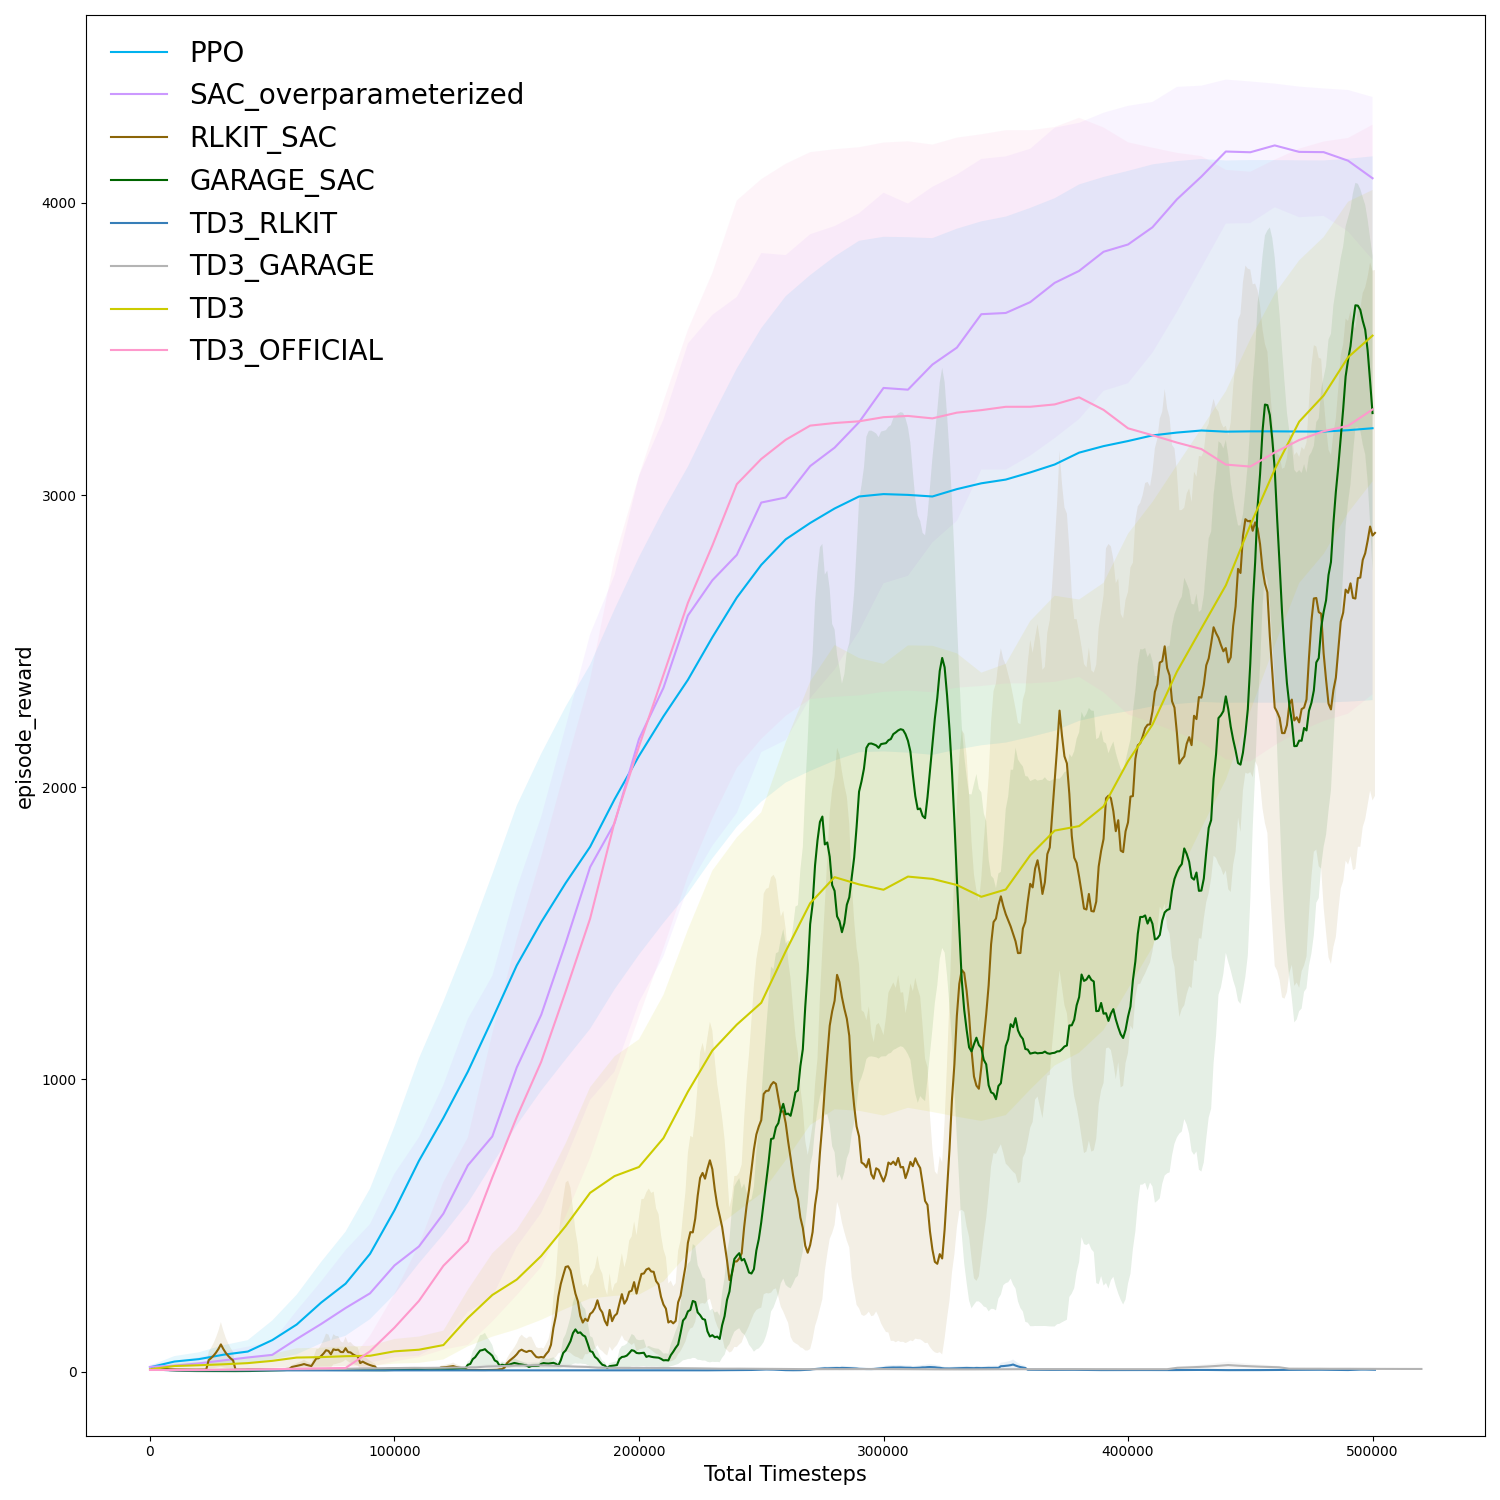 PPO
SAC_overparameterized
RLKIT_SAC
GARAGE_SAC
TD3_RLKIT
TD3_GARAGE
TD3
TD3_OFFICIAL
4000
3000
2000
1000
0
episode_reward
0 100000 200000 300000 400000 500000
Total Timesteps